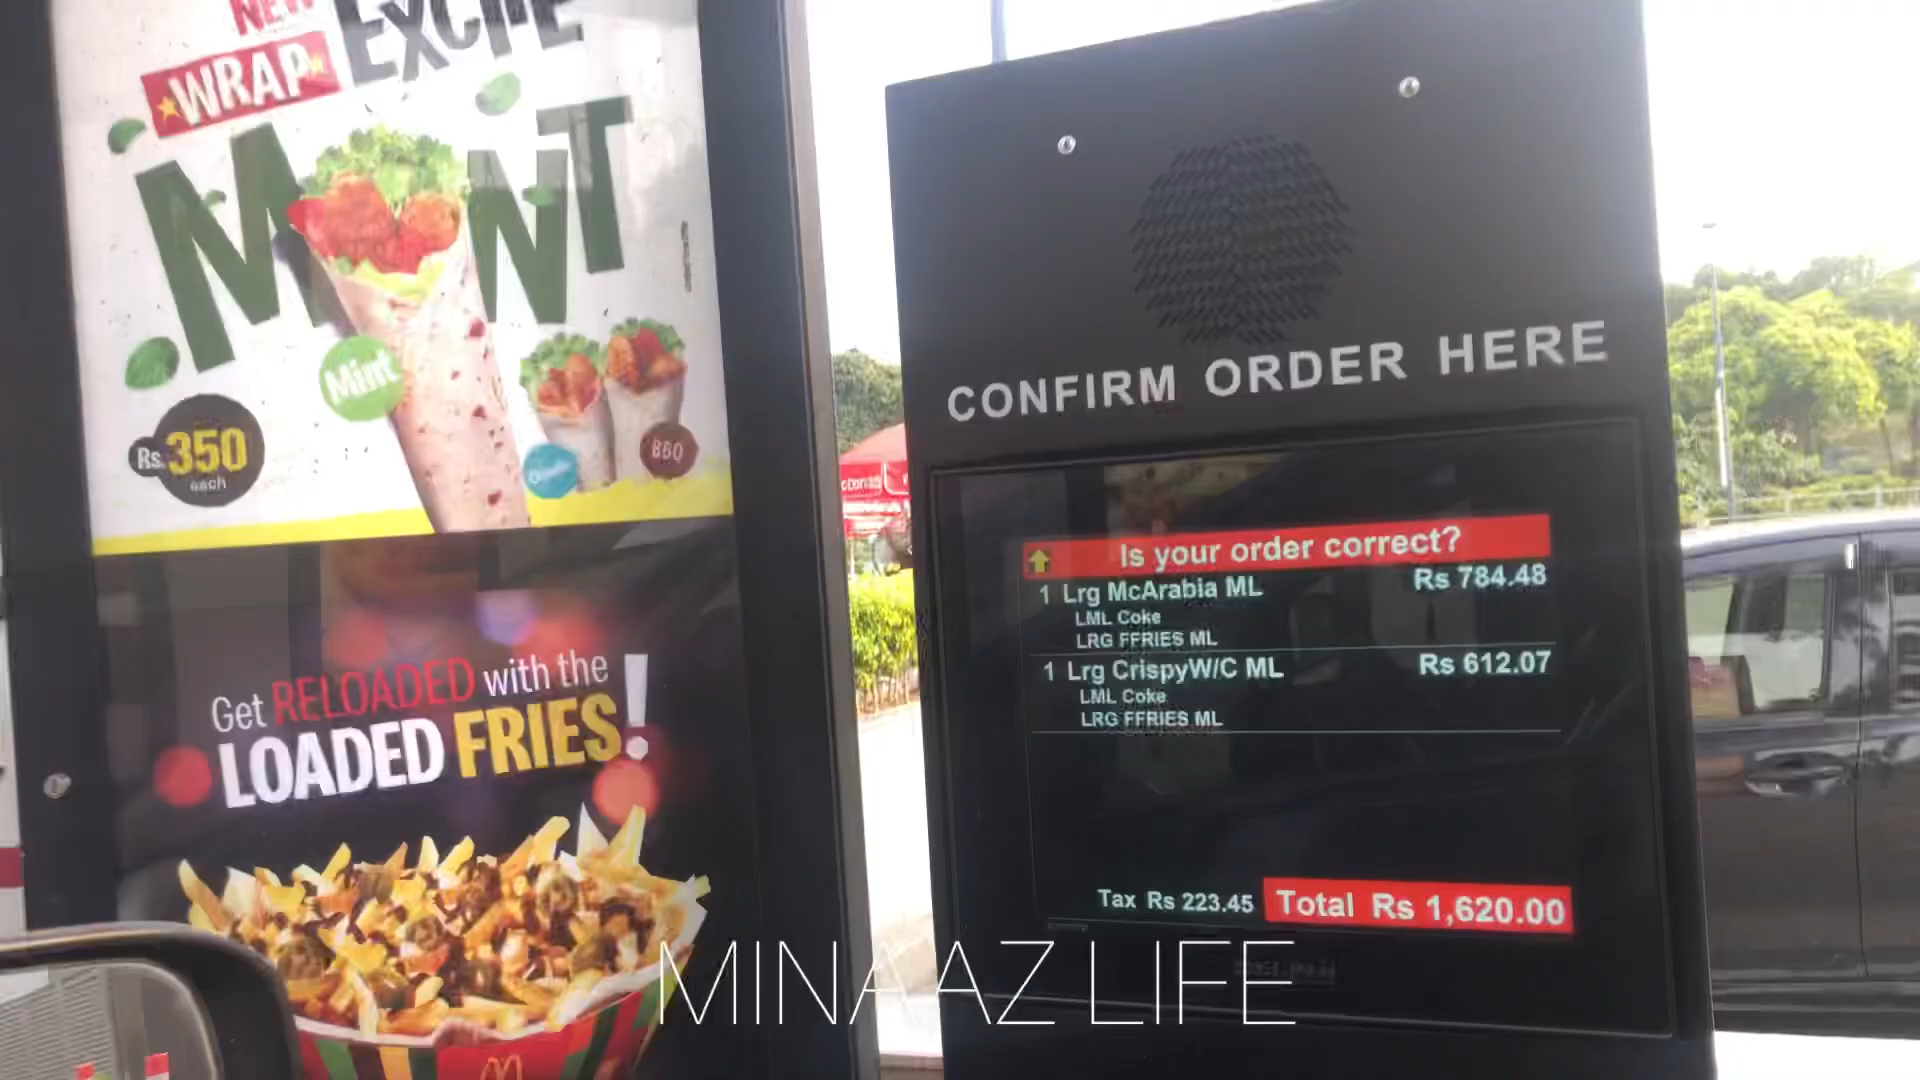 NEW
WRAP
EXCITE
MINT
Mint
Rs.350
each
BBQ
Get RELOADED with the
LOADED FRIES!
CONFIRM ORDER HERE
Is your order correct?
1 Lrg McArabia ML Rs 784.48
LML Coke
LRG FFRIES ML
1 Lrg CrispyW/C ML Rs 612.07
LML Coke
LRG FFRIES ML
Tax Rs 223.45 Total Rs 1,620.00
MINAAZ LIFE